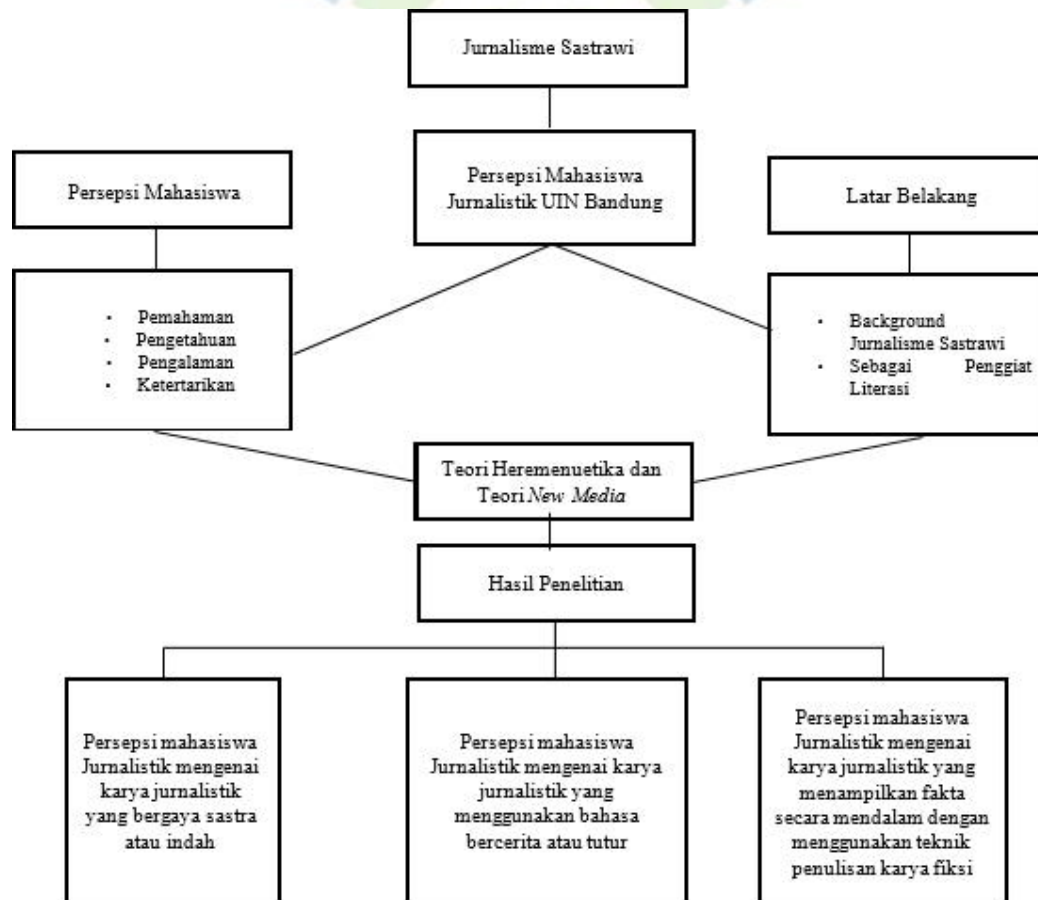 Jurnalisme Sastrawi
Persepsi Mahasiswa
Jurnalistik UIN Bandung
Persepsi Mahasiswa
Latar Belakang
• Pemahaman
• Pengetahuan
• Pengalaman
• Ketertarikan
• Background
Jurnalisme Sastrawi
• Sebagai Penggiat
Literasi
Teori Heremenuetika dan
Teori New Media
Hasil Penelitian
Persepsi mahasiswa
Jurnalistik mengenai
karya jurnalistik
yang bergaya sastra
atau indah
Persepsi mahasiswa
Jurnalistik mengenai karya
jurnalistik yang
menggunakan bahasa
bercerita atau tutur
Persepsi mahasiswa
Jurnalistik mengenai
karya jurnalistik yang
menampilkan fakta
secara mendalam dengan
menggunakan teknik
penulisan karya fiksi